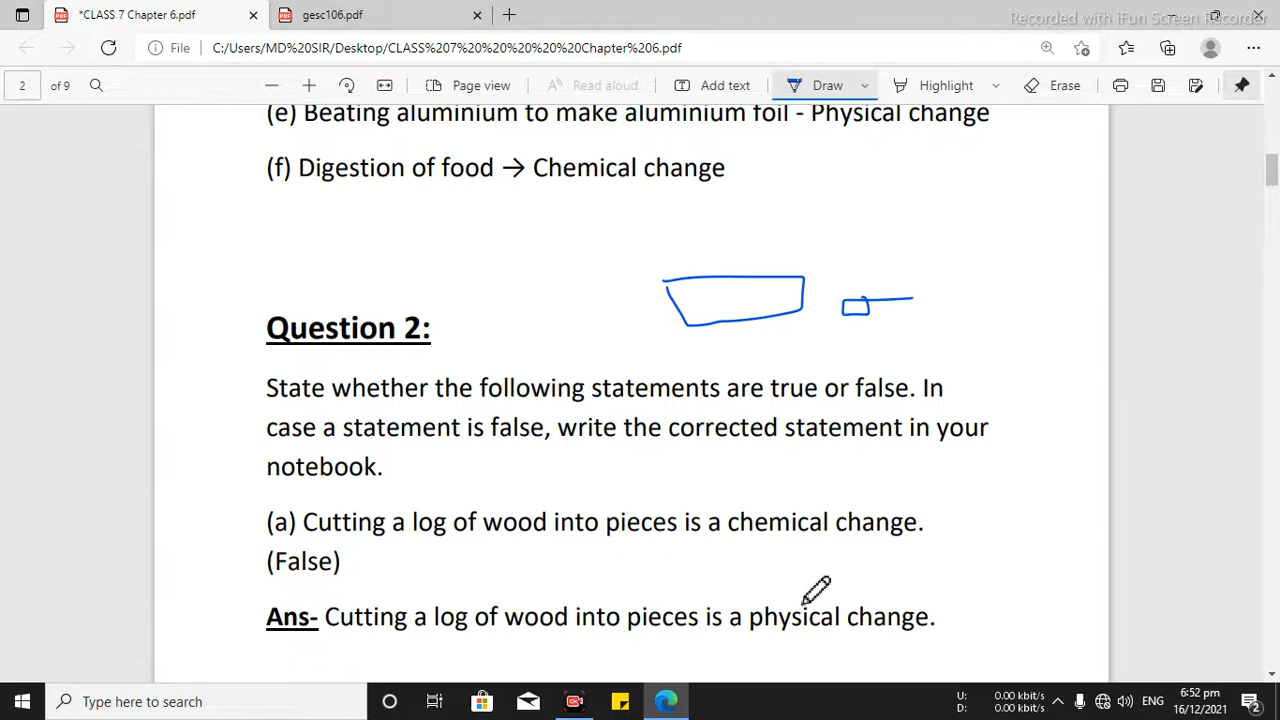 *CLASS 7 Chapter 6.pdf
gesc106.pdf
Recorded with iFun Screen Recorder
File
C:/Users/MD%20SIR/Desktop/CLASS%207%20%20%20%20%20Chapter%206.pdf
2 of 9
Page view
Read aloud
Add text
Draw
Highlight
Erase
(e) Beating aluminium to make aluminium foil - Physical change
(f) Digestion of food → Chemical change
Question 2:
State whether the following statements are true or false. In
case a statement is false, write the corrected statement in your
notebook.
(a) Cutting a log of wood into pieces is a chemical change.
(False)
Ans- Cutting a log of wood into pieces is a physical change.
Type here to search
U: 0.00 kbit/s
D: 0.00 kbit/s
ENG
6:52 pm
16/12/2021
2